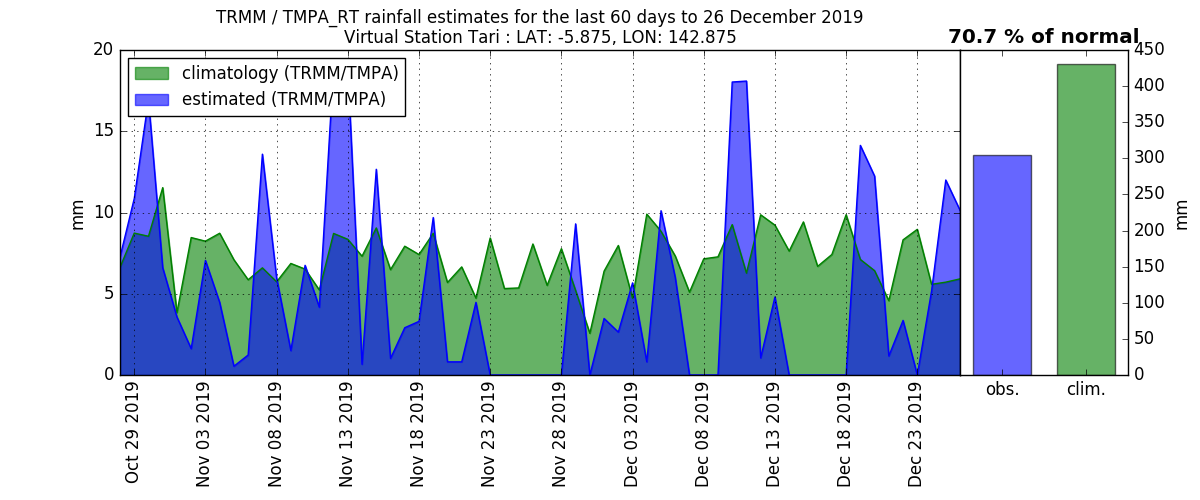 TRMM / TMPA_RT rainfall estimates for the last 60 days to 26 December 2019
Virtual Station Tari : LAT: -5.875, LON: 142.875
70.7 % of normal
climatology (TRMM/TMPA)
estimated (TRMM/TMPA)
20
15
10
5
0
mm
Oct 29 2019
Nov 03 2019
Nov 08 2019
Nov 13 2019
Nov 18 2019
Nov 23 2019
Nov 28 2019
Dec 03 2019
Dec 08 2019
Dec 13 2019
Dec 18 2019
Dec 23 2019
obs.
clim.
450
400
350
300
250
200
150
100
50
0
mm